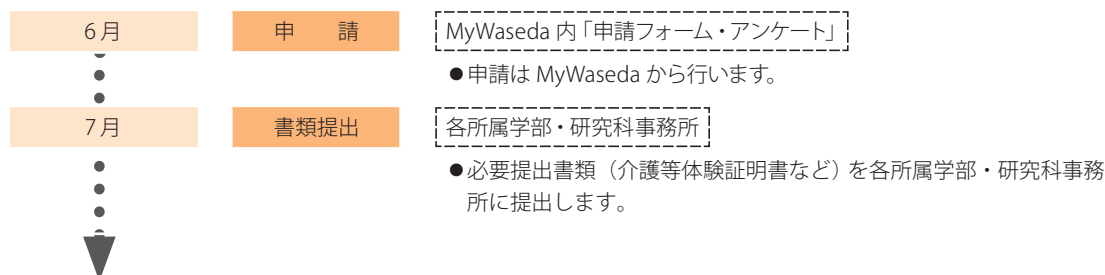 6月 申 請 MyWaseda 内「申請フォーム・アンケート」
●申請は MyWaseda から行います。
7月 書類提出 各所属学部・研究科事務所
●必要提出書類（介護等体験証明書など）を各所属学部・研究科事務
所に提出します。